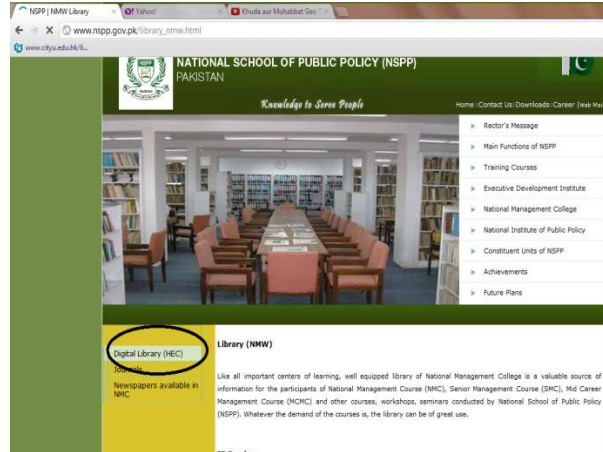 NSPP | NMW Library
Yahoo!
Khuda aur Muhabbat Geo T
www.nspp.gov.pk/library_nmw.html
www.cityu.edu.hk/li...
NATIONAL SCHOOL OF PUBLIC POLICY (NSPP)
PAKISTAN
Knowledge to Serve People
Home |Contact Us|Downloads|Career |Web Mai
Rector's Message
Main Functions of NSPP
Training Courses
Executive Development Institute
National Management College
National Institute of Public Policy
Constituent Units of NSPP
Achievements
Future Plans
Digital Library (HEC)
Journals
Newspapers available in
NMC
Library (NMW)
Like all important centers of learning, well equipped library of National Management College is a valuable source of
information for the participants of National Management Course (NMC), Senior Management Course (SMC), Mid Career
Management Course (MCMC) and other courses, workshops, seminars conducted by National School of Public Policy
(NSPP). Whatever the demand of the courses is, the library can be of great use.